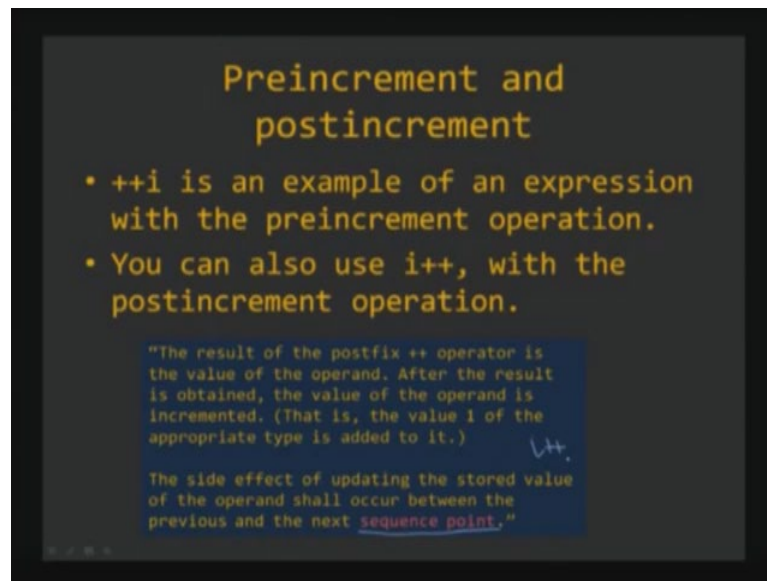 Preincrement and
postincrement
• ++i is an example of an expression
with the preincrement operation.
• You can also use i++, with the
postincrement operation.
"The result of the postfix ++ operator is
the value of the operand. After the result
is obtained, the value of the operand is
incremented. (That is, the value 1 of the
appropriate type is added to it.)
i++.
The side effect of updating the stored value
of the operand shall occur between the
previous and the next sequence point."